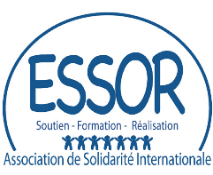 ESSOR
Soutien - Formation - Réalisation
Association de Solidarité Internationale